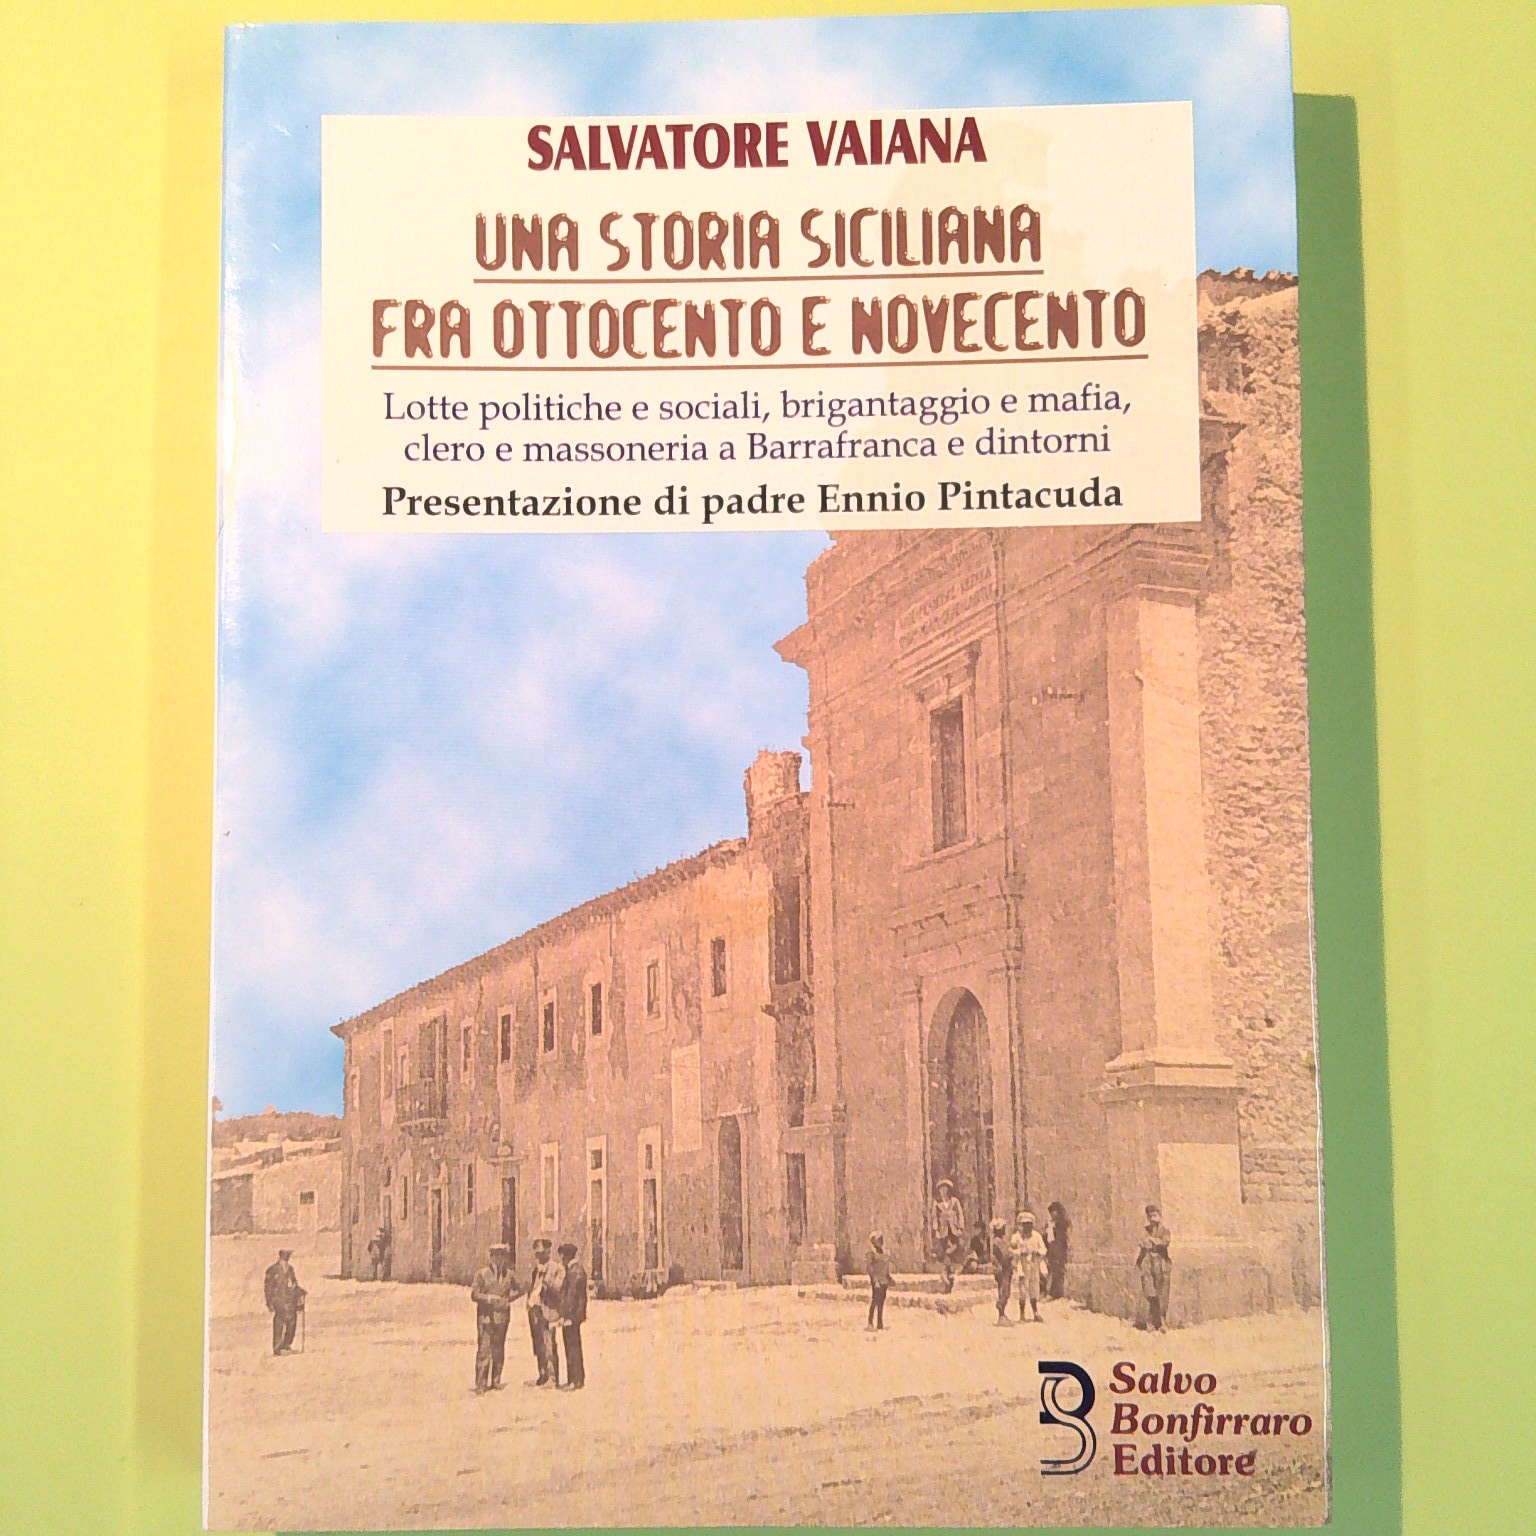 SALVATORE VAIANA
UNA STORIA SICILIANA
FRA OTTOCENTO E NOVECENTO
Lotte politiche e sociali, brigantaggio e mafia,
clero e massoneria a Barrafranca e dintorni
Presentazione di padre Ennio Pintacuda
Salvo
Bonfirraro
Editore